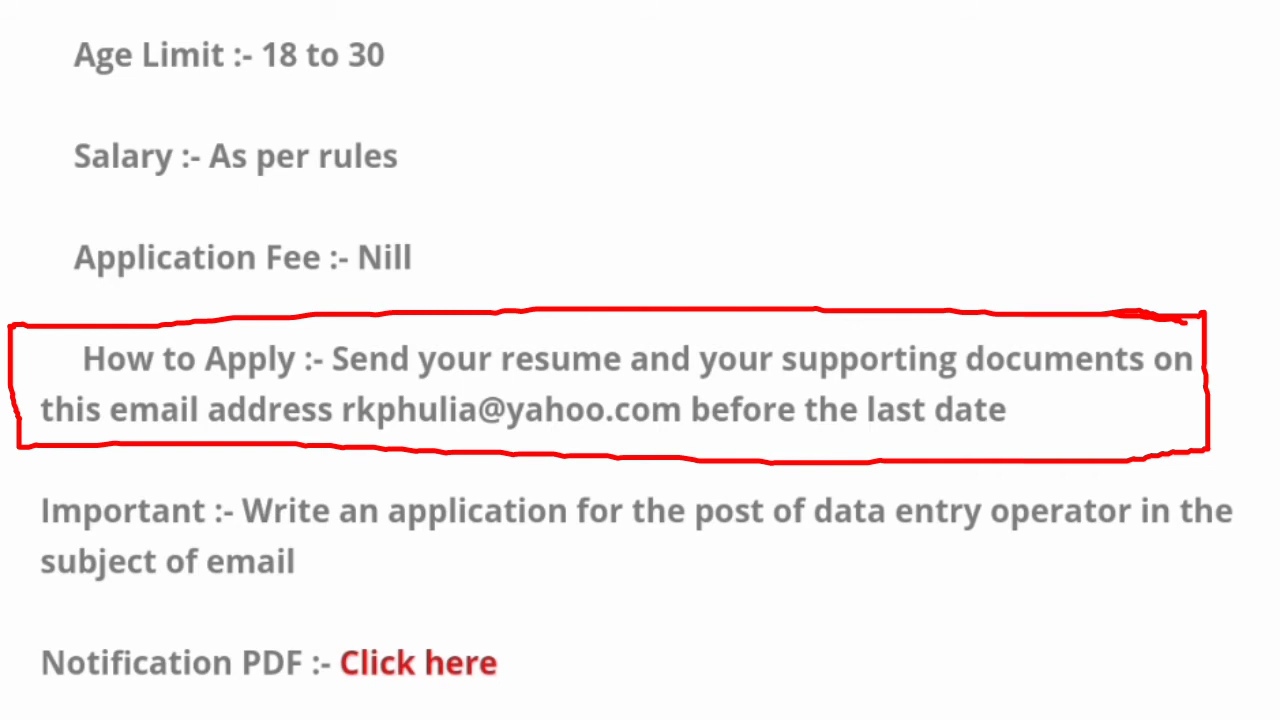 Age Limit :- 18 to 30
Salary :- As per rules
Application Fee :- Nill
How to Apply :- Send your resume and your supporting documents on
this email address rkphulia@yahoo.com before the last date
Important :- Write an application for the post of data entry operator in the
subject of email
Notification PDF :- Click here